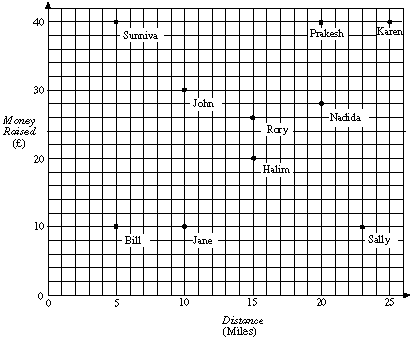 40
Sunniva
Prakesh
Karen
30
John
Nadida
Money
Raised
(£)
Rory
20
Halim
10
Bill
Jane
Sally
0
0
5
10
15
20
25
Distance
(Miles)